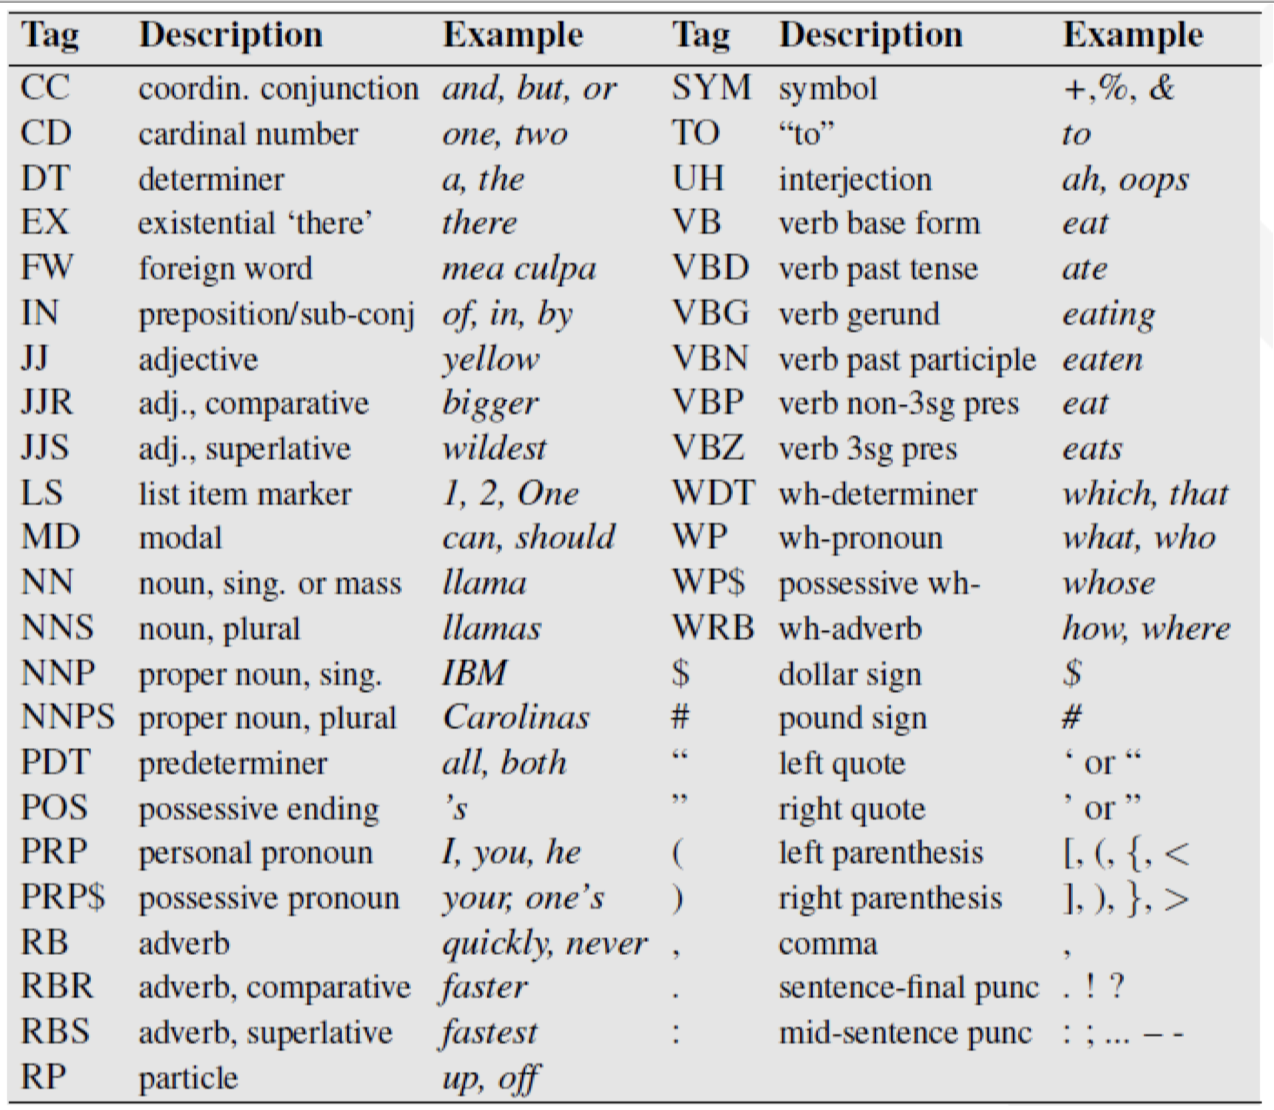 Tag Description Example Tag Description Example
CC coordin. conjunction and, but, or SYM symbol +,%, &
CD cardinal number one, two TO “to” to
DT determiner a, the UH interjection ah, oops
EX existential ‘there’ there VB verb base form eat
FW foreign word mea culpa VBD verb past tense ate
IN preposition/sub-conj of, in, by VBG verb gerund eating
JJ adjective yellow VBN verb past participle eaten
JJR adj., comparative bigger VBP verb non-3sg pres eat
JJS adj., superlative wildest VBZ verb 3sg pres eats
LS list item marker 1, 2, One WDT wh-determiner which, that
MD modal can, should WP wh-pronoun what, who
NN noun, sing. or mass llama WP$ possessive wh- whose
NNS noun, plural llamas WRB wh-adverb how, where
NNP proper noun, sing. IBM $ dollar sign $
NNPS proper noun, plural Carolinas # pound sign #
PDT predeterminer all, both “ left quote ‘ or “
POS possessive ending ’s ” right quote ’ or ”
PRP personal pronoun I, you, he ( left parenthesis [, (, {, <
PRP$ possessive pronoun your, one’s ) right parenthesis ], ), }, >
RB adverb quickly, never , comma ,
RBR adverb, comparative faster . sentence-final punc . ! ?
RBS adverb, superlative fastest : mid-sentence punc : ; ... – -
RP particle up, off